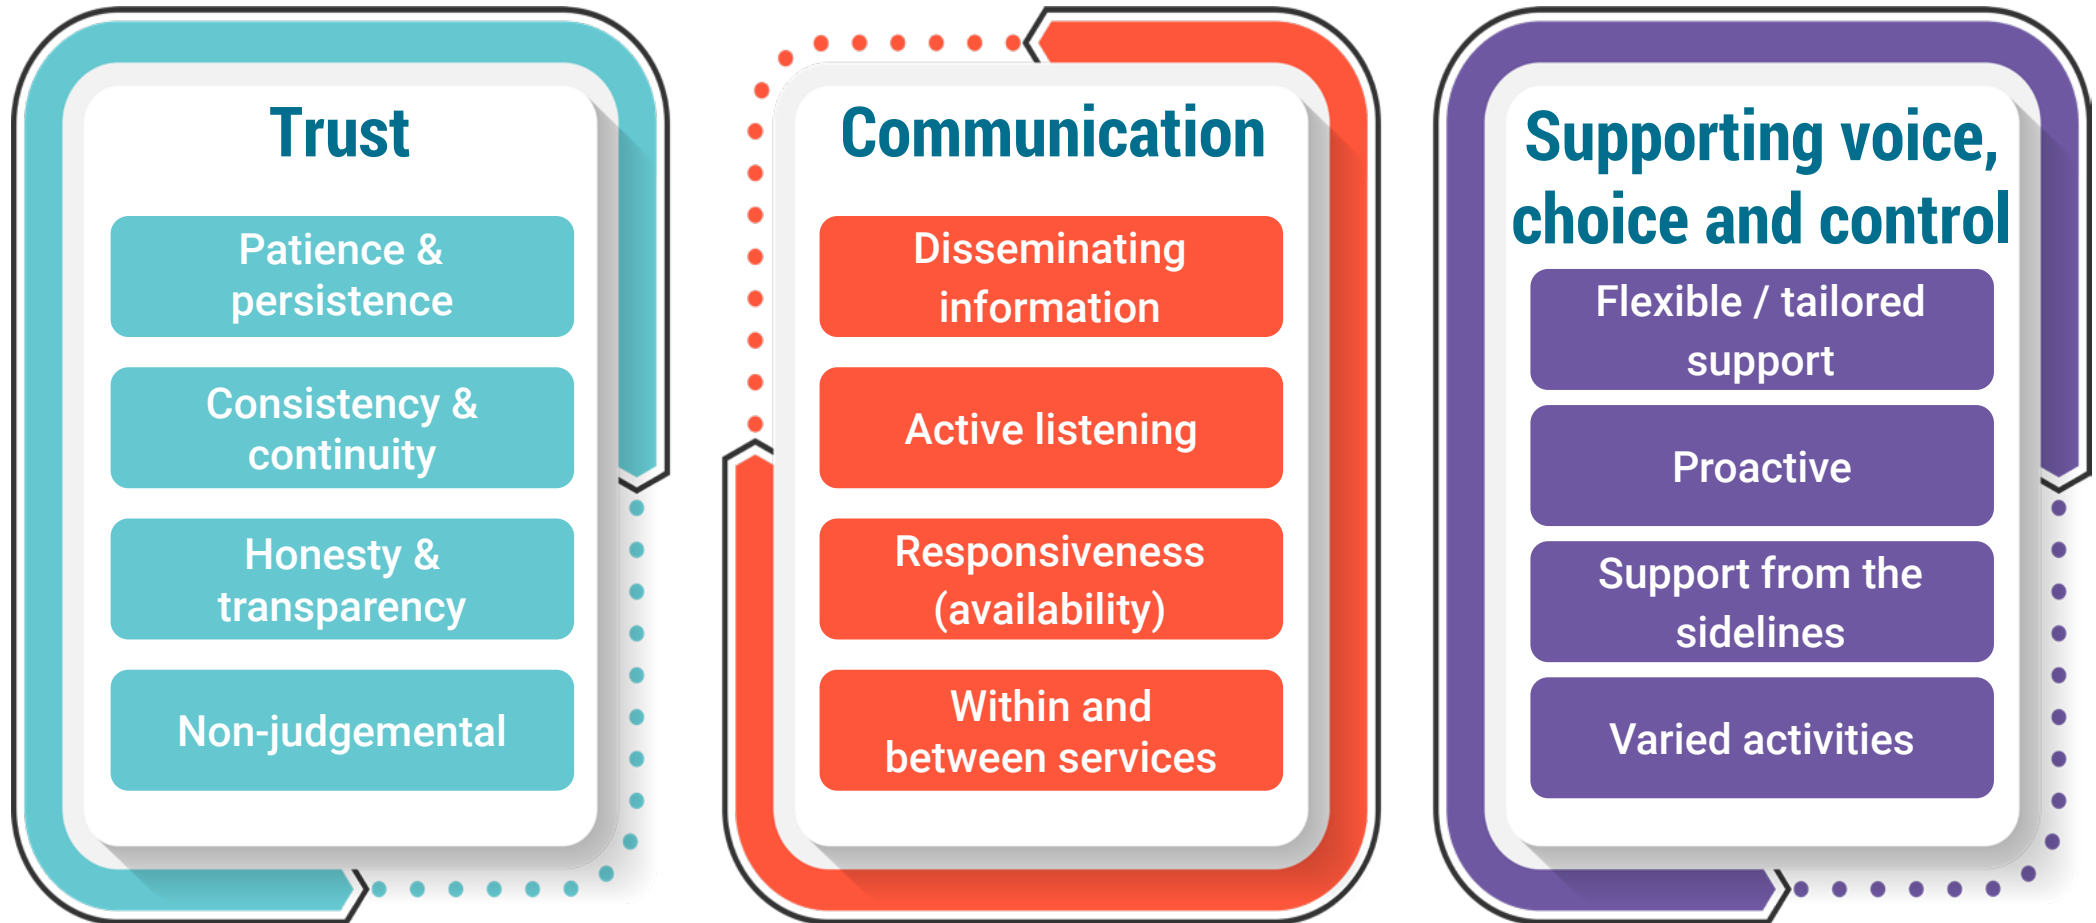 Trust
Patience &
persistence
Consistency &
continuity
Honesty &
transparency
Non-judgemental
Communication
Disseminating
information
Active listening
Responsiveness
(availability)
Within and
between services
Supporting voice,
choice and control
Flexible / tailored
support
Proactive
Support from the
sidelines
Varied activities